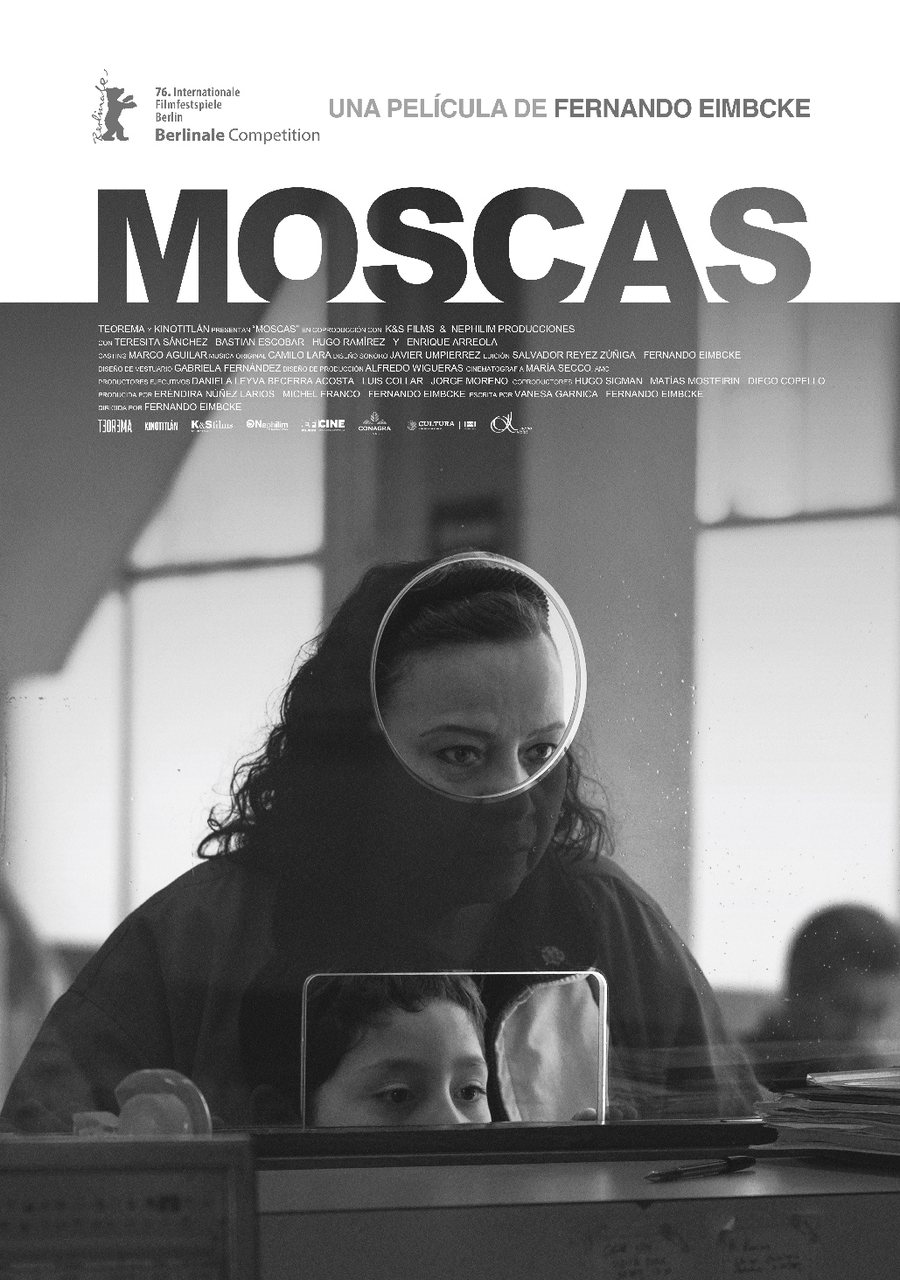 Berlinale
76. Internationale
Filmfestspiele
Berlin
Berlinale Competition
UNA PELÍCULA DE FERNANDO EIMBCKE
MOSCAS
TEOREMA Y KINOTITLÁN PRESENTAN "MOSCAS" EN COPRODUCCIÓN CON K&S FILMS & NEPHILIM PRODUCCIONES
CON TERESITA SÁNCHEZ BASTIAN ESCOBAR HUGO RAMÍREZ Y ENRIQUE ARREOLA
CASTING MARCO AGUILAR MÚSICA ORIGINAL CAMILO LARA DISEÑO SONORO JAVIER UMPIERREZ EDICIÓN SALVADOR REYEZ ZÚÑIGA FERNANDO EIMBCKE
DISEÑO DE VESTUARIO GABRIELA FERNÁNDEZ DISEÑO DE PRODUCCIÓN ALFREDO WIGUERAS CINEMATOGRAFÍA MARÍA SECCO, AMC
PRODUCTORES EJECUTIVOS DANIELA LEYVA BECERRA ACOSTA LUIS COLLAR JORGE MORENO COPRODUCTORES HUGO SIGMAN MATÍAS MOSTEIRIN DIEGO COPELLO
PRODUCIDA POR ERENDIRA NÚÑEZ LARIOS MICHEL FRANCO FERNANDO EIMBCKE ESCRITA POR VANESA GARNICA FERNANDO EIMBCKE
DIRIGIDA POR FERNANDO EIMBCKE
TEOREMA KINOTITLÁN K&S films Nephilim CINE CONAGRA CULTURA